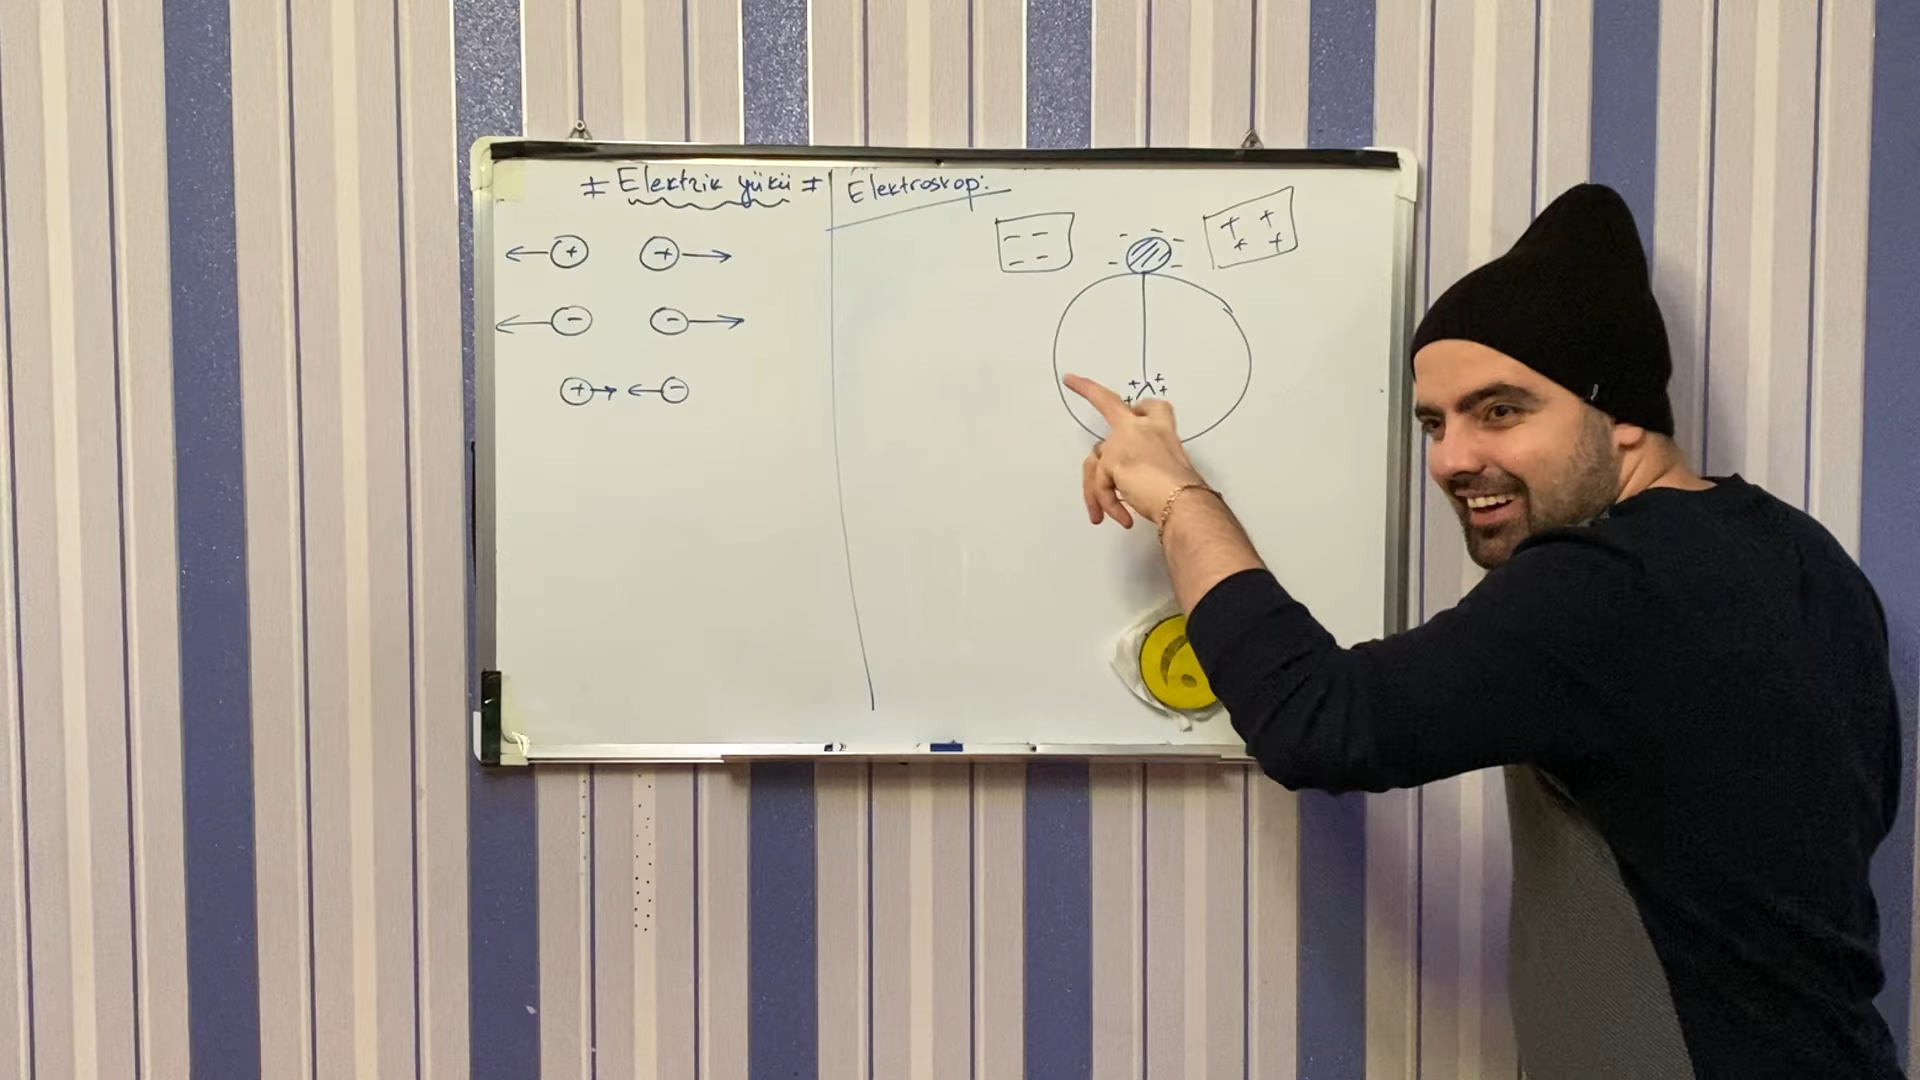 ≠ Elektrik yükü ≠
Elektroskop:
← + + →
← - - →
+ → ← -
- - - -
- - - - - -
+ + + +
+ + + + +